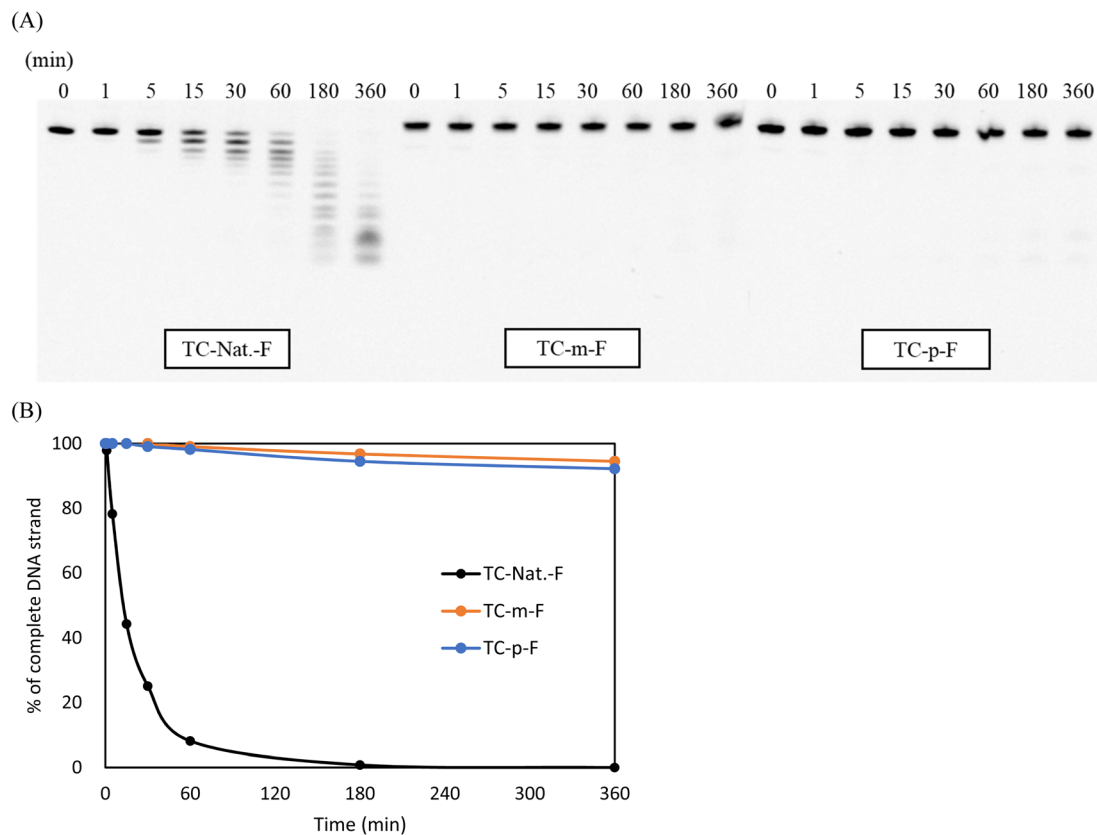 (A)
(min)
0 1 5 15 30 60 180 360 0 1 5 15 30 60 180 360 0 1 5 15 30 60 180 360
TC-Nat.-F TC-m-F TC-p-F
(B)
100
80
60
40
20
0
% of complete DNA strand
TC-Nat.-F
TC-m-F
TC-p-F
0 60 120 180 240 300 360
Time (min)